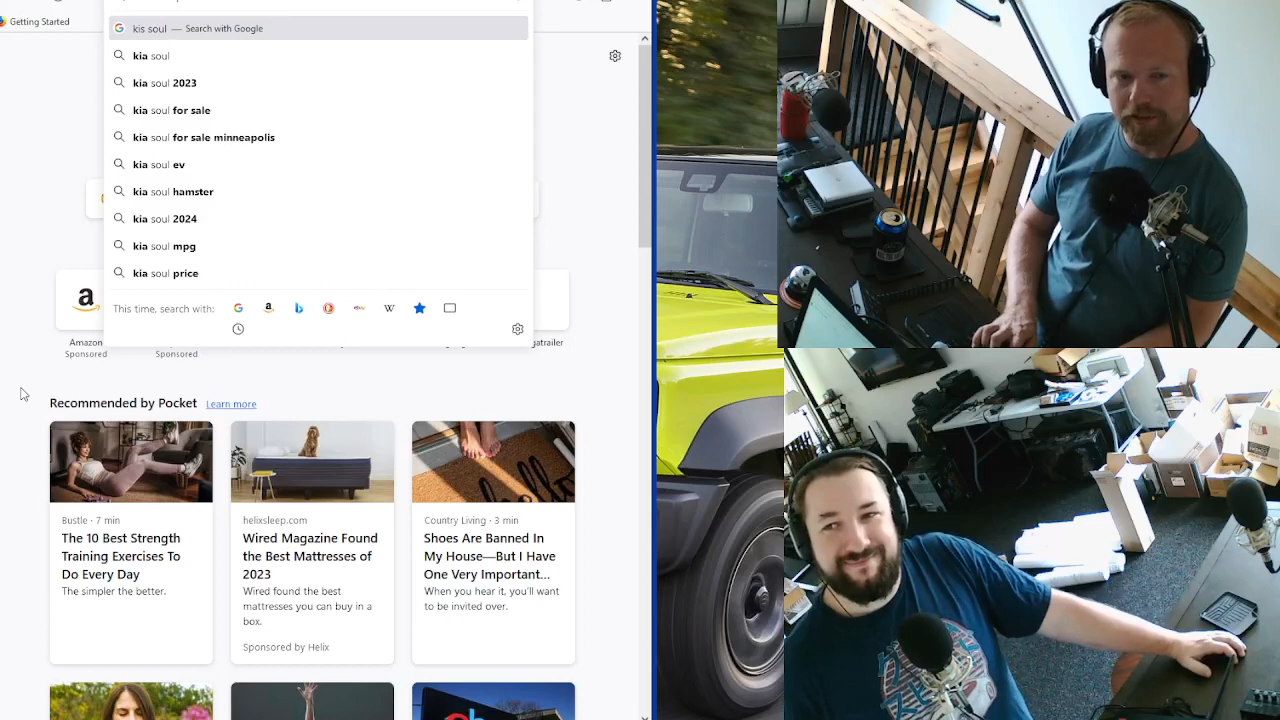 Getting Started
kis soul — Search with Google
kia soul
kia soul 2023
kia soul for sale
kia soul for sale minneapolis
kia soul ev
kia soul hamster
kia soul 2024
kia soul mpg
kia soul price
This time, search with:
Amazon
Sponsored
Sponsored
gatrailer
Recommended by Pocket Learn more
Bustle · 7 min
The 10 Best Strength
Training Exercises To
Do Every Day
The simpler the better.
helixsleep.com
Wired Magazine Found
the Best Mattresses of
2023
Wired found the best
mattresses you can buy in a
box.
Sponsored by Helix
Country Living · 3 min
Shoes Are Banned In
My House—But I Have
One Very Important...
When you hear it, you'll want
to be invited over.